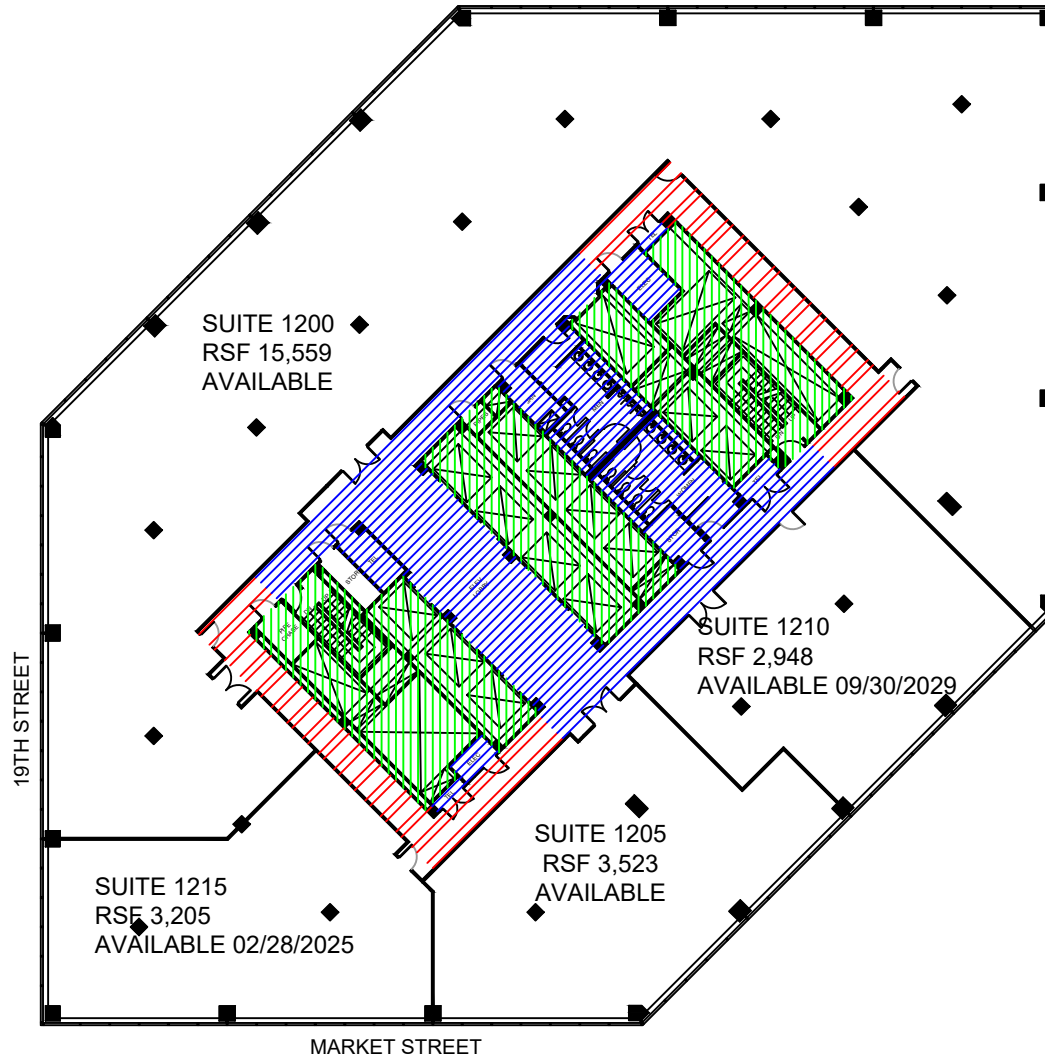 SUITE 1200
RSF 15,559
AVAILABLE
SUITE 1210
RSF 2,948
AVAILABLE 09/30/2029
19TH STREET
SUITE 1205
RSF 3,523
AVAILABLE
SUITE 1215
RSF 3,205
AVAILABLE 02/28/2025
MARKET STREET